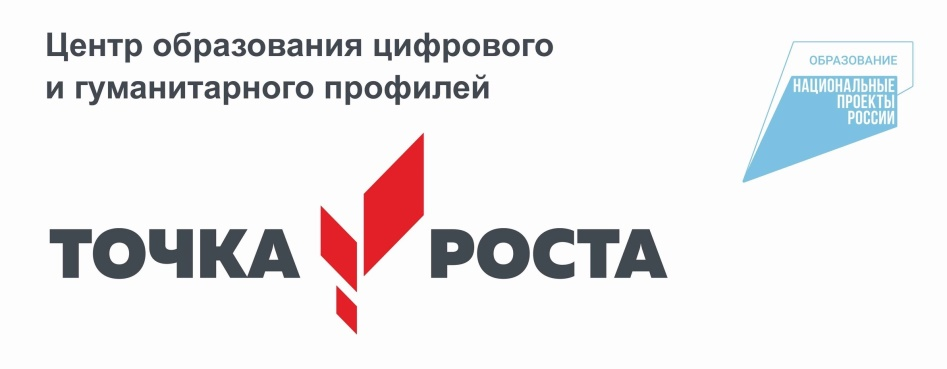 Центр образования цифрового
и гуманитарного профилей
ОБРАЗОВАНИЕ
НАЦИОНАЛЬНЫЕ
ПРОЕКТЫ
РОССИИ
ТОЧКА РОСТА